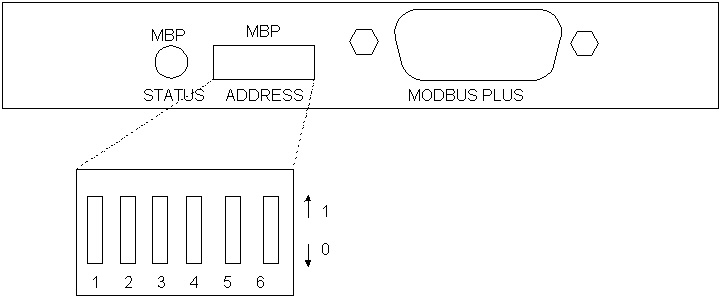 MBP MBP
STATUS ADDRESS MODBUS PLUS
1
0
1 2 3 4 5 6